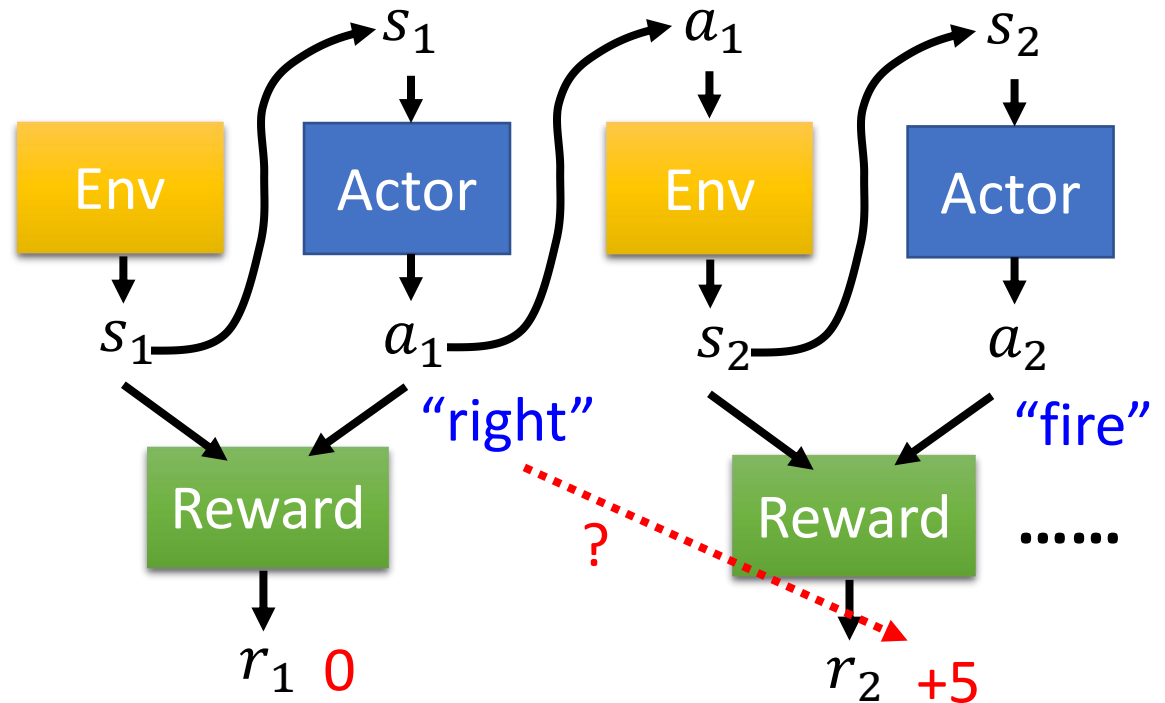 s₁ a₁ s₂
Env Actor Env Actor
s₁ a₁ s₂ a₂
“right” “fire”
Reward Reward ·······
?
r₁ 0 r₂ +5